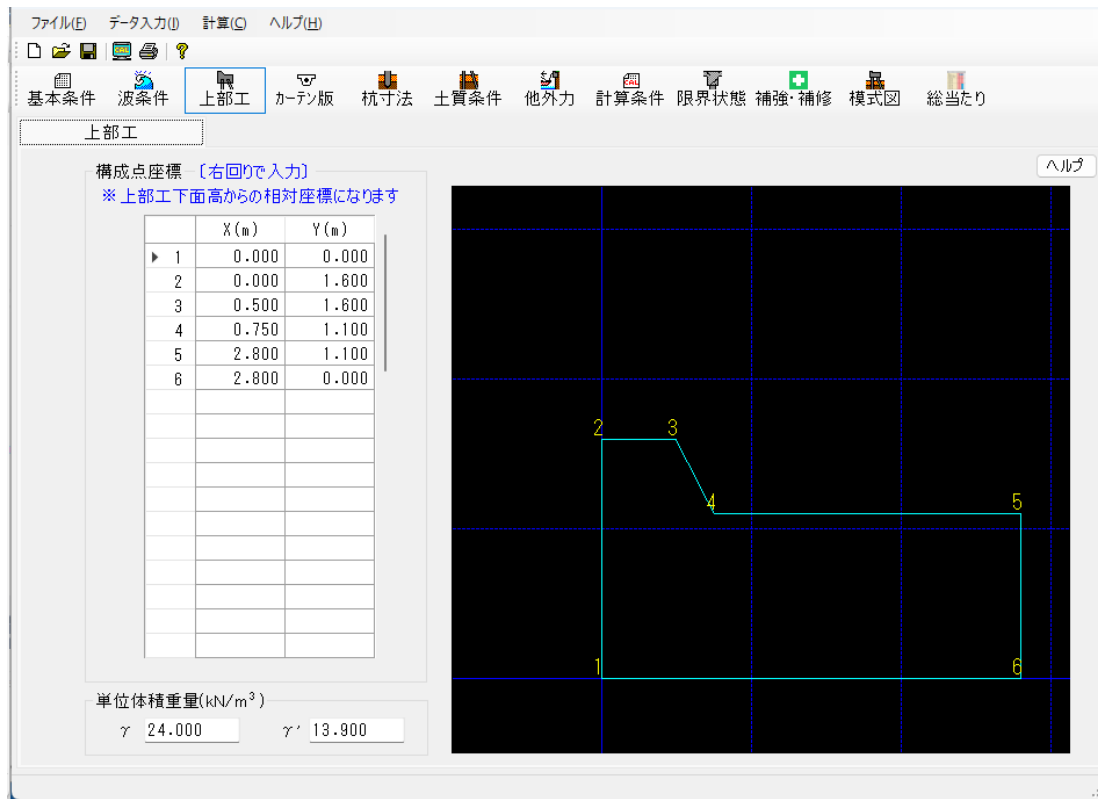 ファイル(F) データ入力(I) 計算(C) ヘルプ(H)
基本条件 波条件 上部工 カーテン版 杭寸法 土質条件 他外力 計算条件 限界状態 補強・補修 模式図 総当たり
上部工
ヘルプ
構成点座標 〔右回りで入力〕
※上部工下面高からの相対座標になります
X(m) Y(m)
1 0.000 0.000
2 0.000 1.600
3 0.500 1.600
4 0.750 1.100
5 2.800 1.100
6 2.800 0.000
2 3
4 5
1 6
単位体積重量(kN/m³)
γ 24.000 γ' 13.900